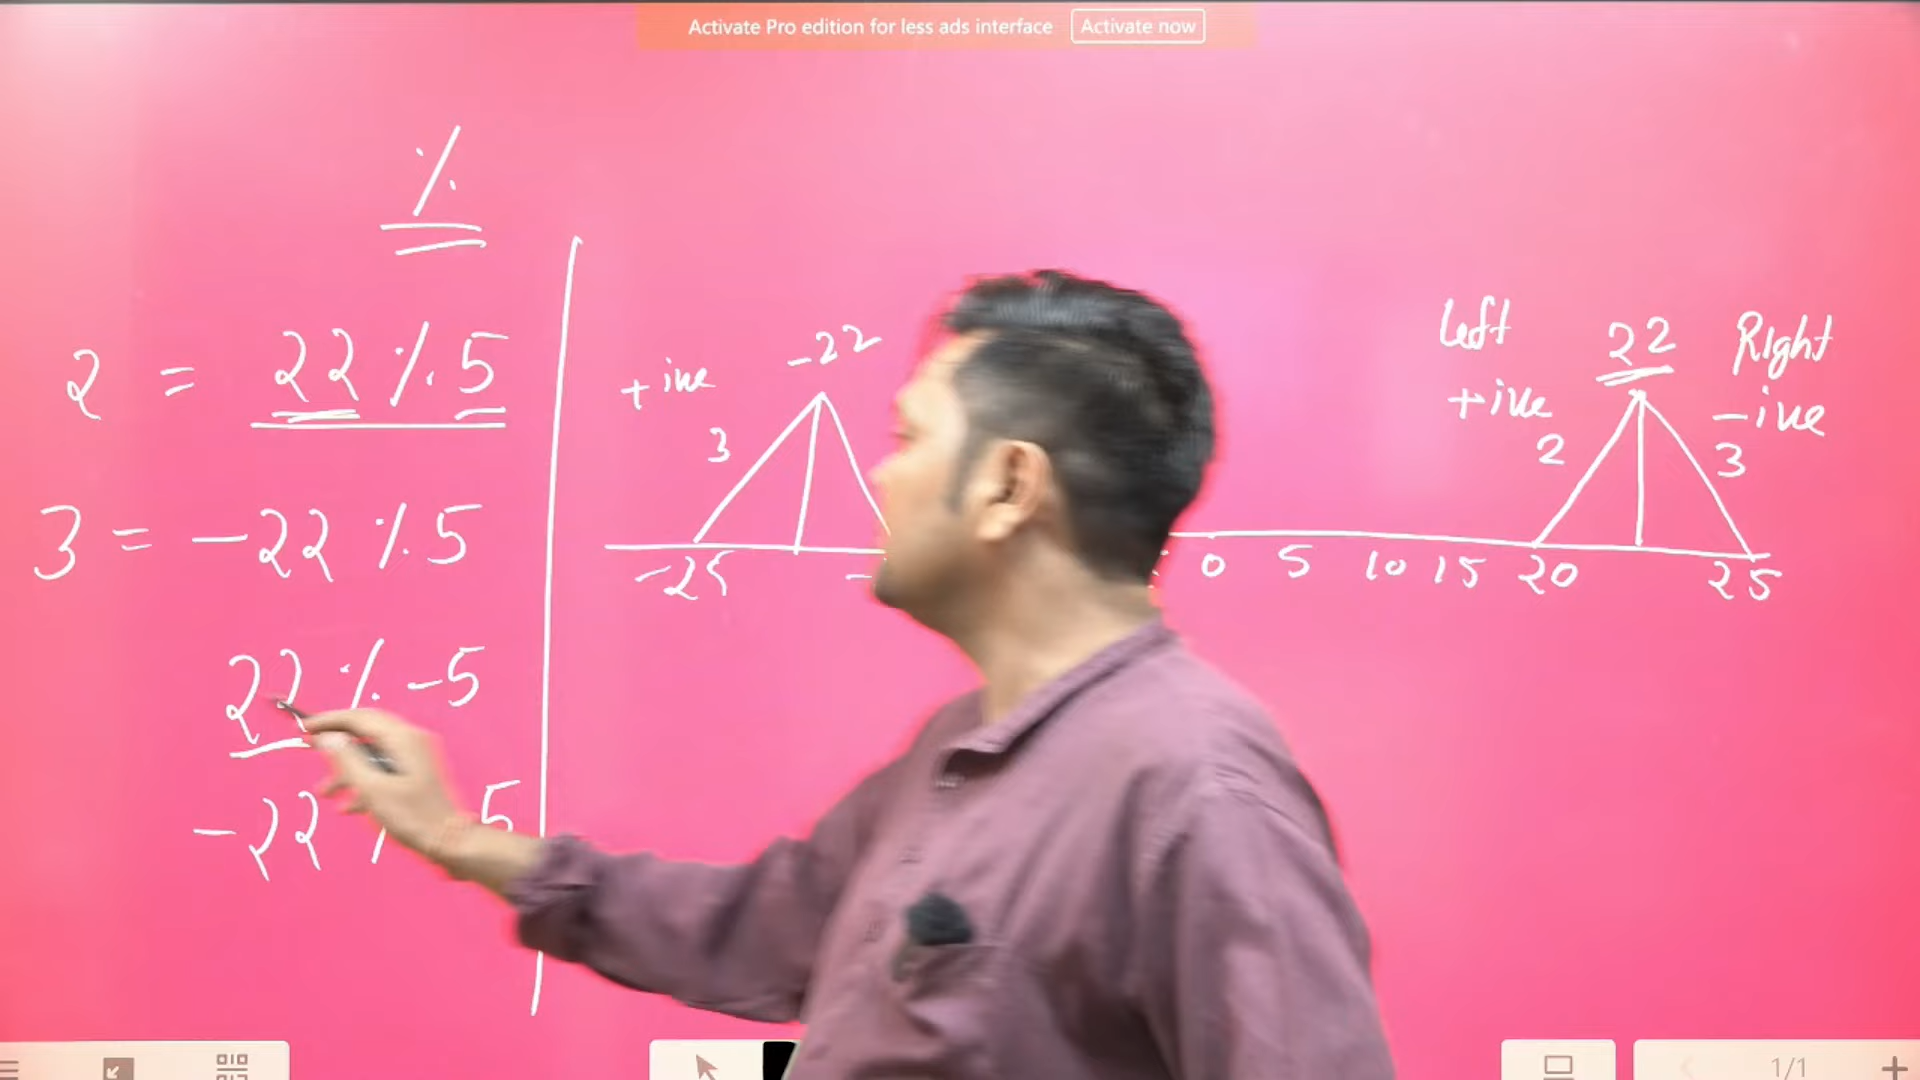 Activate Pro edition for less ads interface Activate now
%
2 = 22 % 5
3 = -22 % 5
22 % -5
-22 % 5
+ive -22
3
-25
0 5 10 15 20 25
left 22 Right
+ive -ive
2 3
1/1